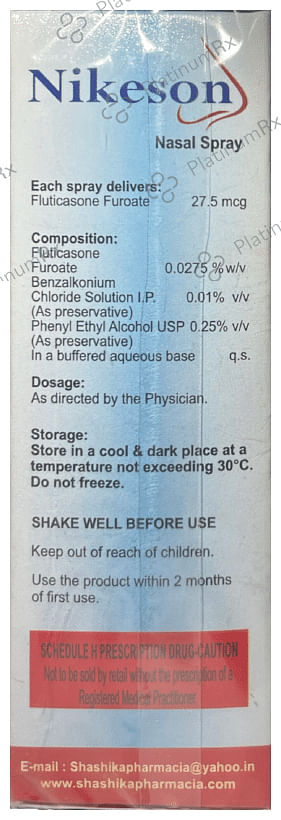 Nikeson
Nasal Spray
Each spray delivers:
Fluticasone Furoate 27.5 mcg
Composition:
Fluticasone
Furoate 0.0275 %w/v
Benzalkonium
Chloride Solution I.P. 0.01% v/v
(As preservative)
Phenyl Ethyl Alcohol USP 0.25% v/v
(As preservative)
In a buffered aqueous base q.s.
Dosage:
As directed by the Physician.
Storage:
Store in a cool & dark place at a
temperature not exceeding 30°C.
Do not freeze.
SHAKE WELL BEFORE USE
Keep out of reach of children.
Use the product within 2 months
of first use.
SCHEDULE H PRESCRIPTION DRUG-CAUTION
Not to be sold by retail without the prescription of a
Registered Medical Practitioner.
E-mail : Shashikapharmacia@yahoo.in
www.shashikapharmacia.com
PlatinumRx